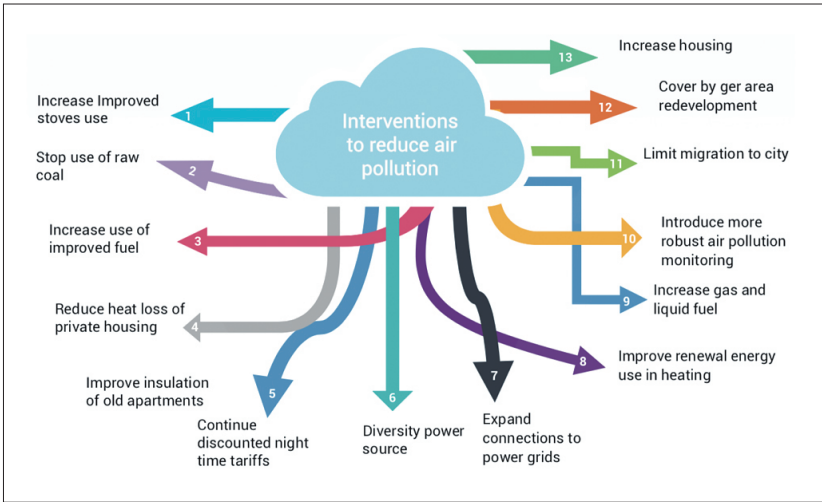 Interventions
to reduce air
pollution
1
Increase Improved
stoves use
2
Stop use of raw
coal
3
Increase use of
improved fuel
4
Reduce heat loss of
private housing
5
Improve insulation
of old apartments
Continue
discounted night
time tariffs
6
Diversity power
source
7
Expand
connections to
power grids
8
Improve renewal energy
use in heating
9
Increase gas and
liquid fuel
10
Introduce more
robust air pollution
monitoring
11
Limit migration to city
12
Cover by ger area
redevelopment
13
Increase housing